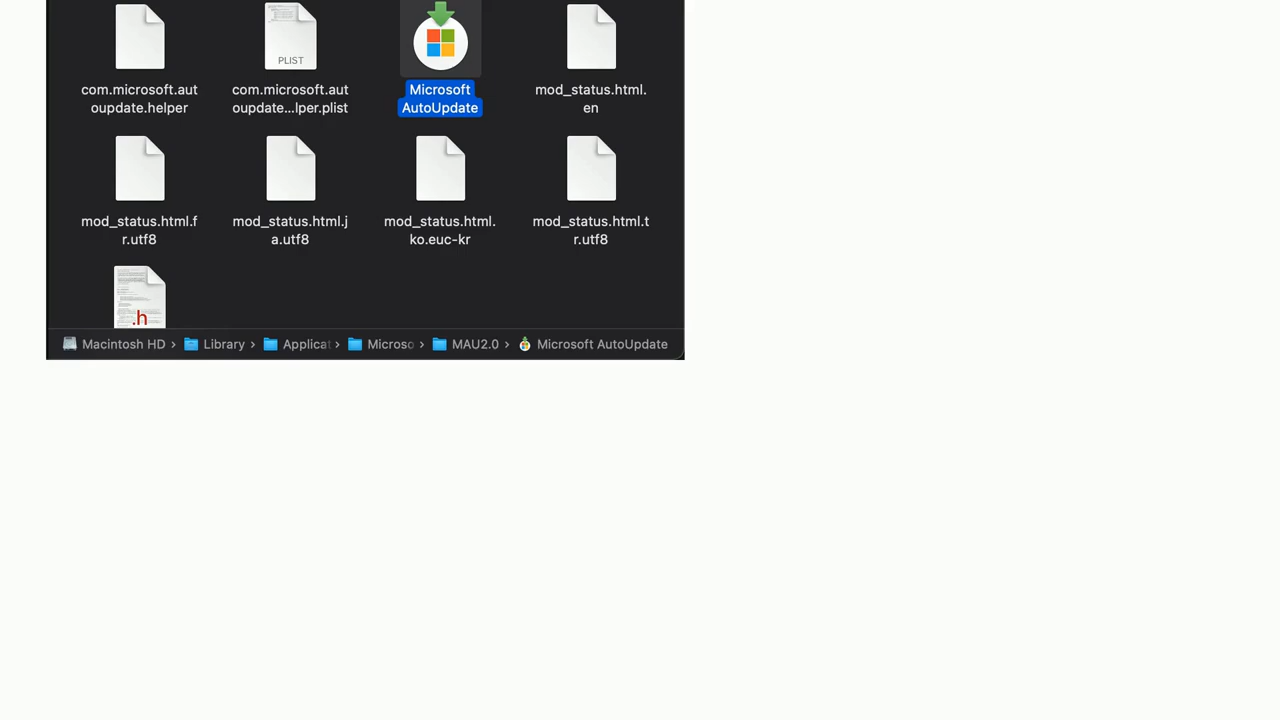 PLIST
com.microsoft.aut
oupdate.helper
com.microsoft.aut
oupdate...lper.plist
Microsoft
AutoUpdate
mod_status.html.
en
mod_status.html.f
r.utf8
mod_status.html.j
a.utf8
mod_status.html.
ko.euc-kr
mod_status.html.t
r.utf8
.h
Macintosh HD › Library › Applicat › Microso › MAU2.0 › Microsoft AutoUpdate